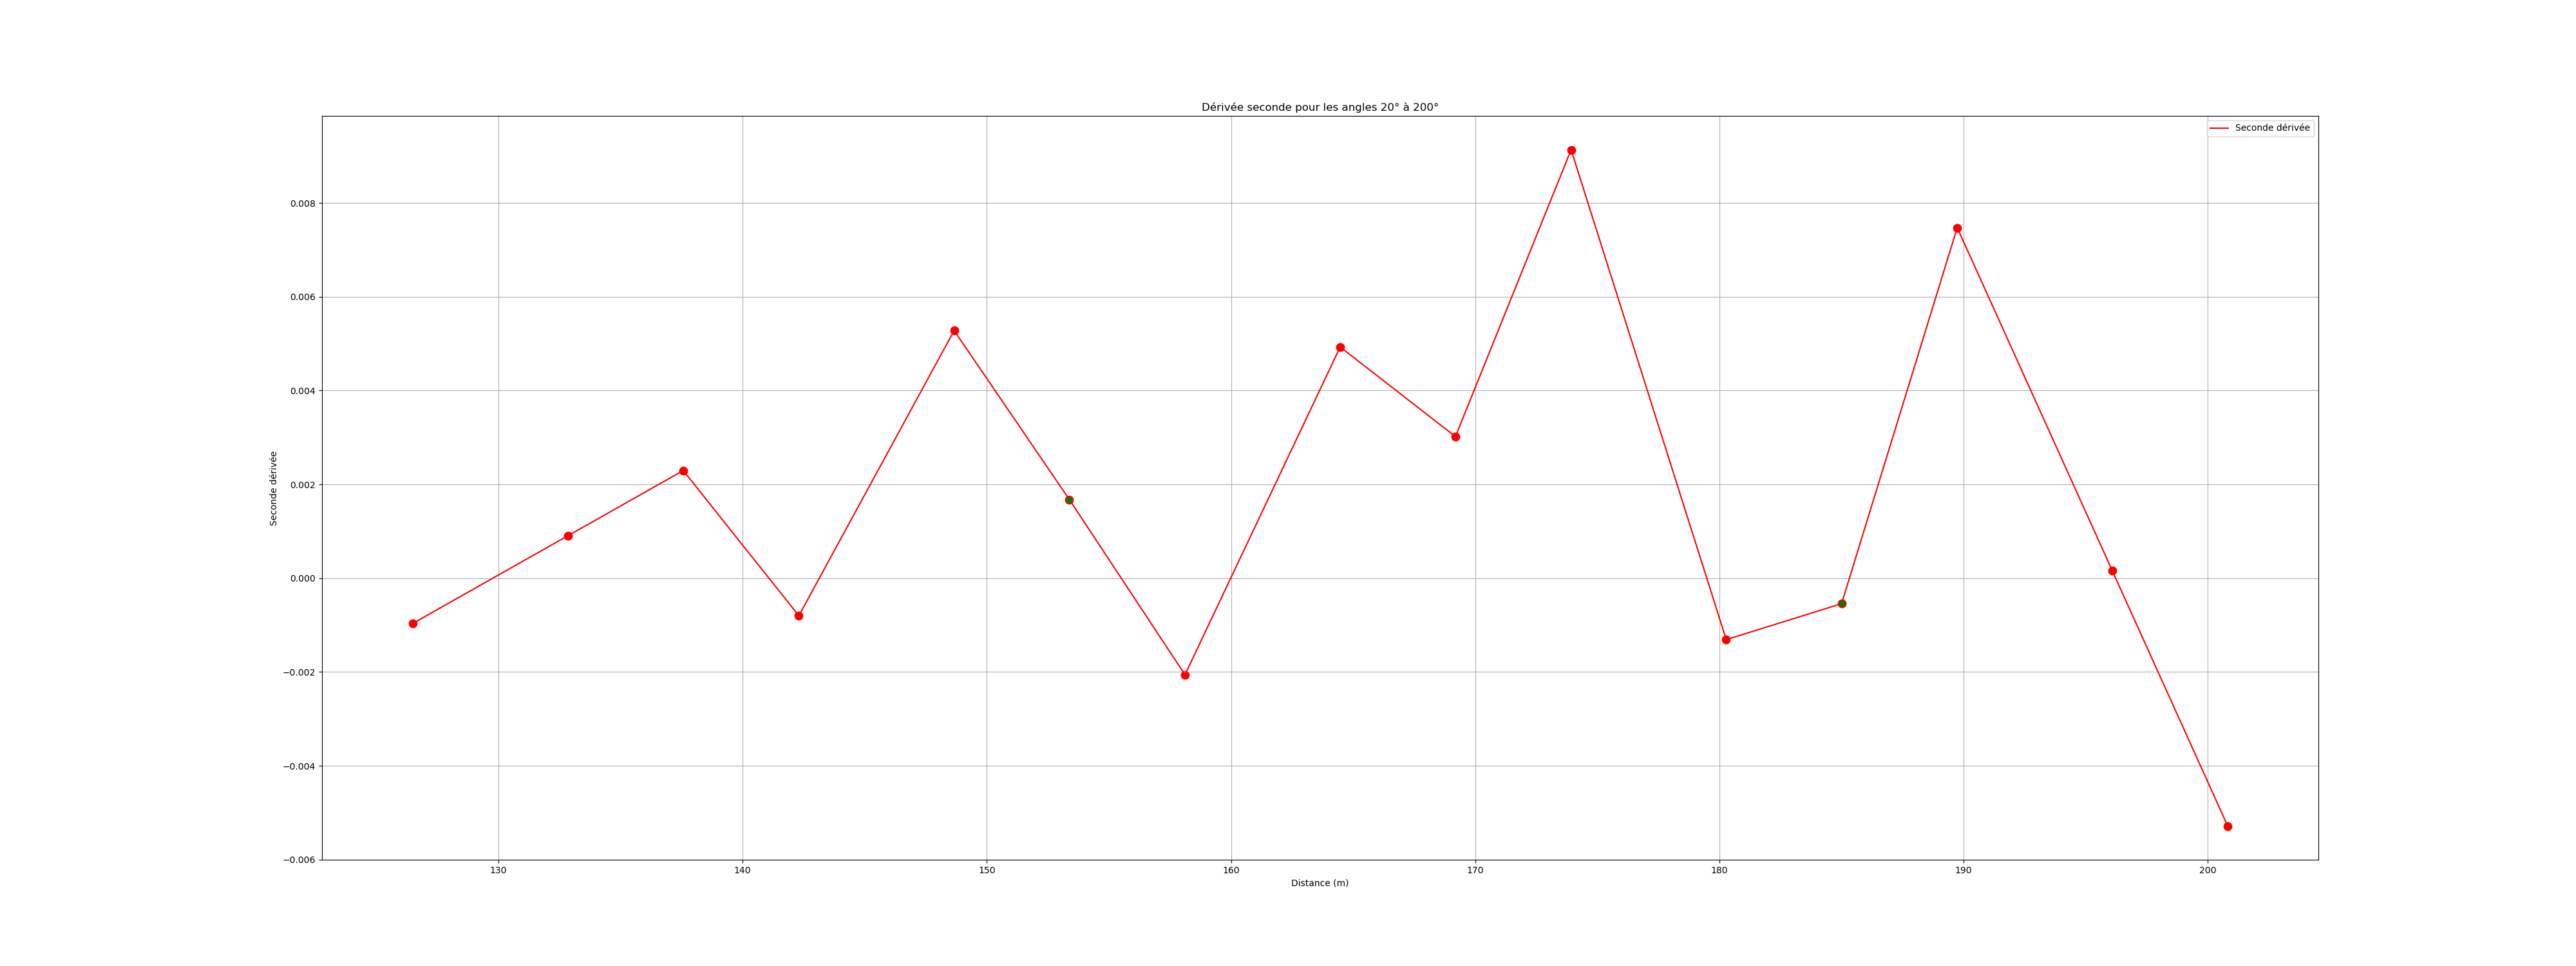 Dérivée seconde pour les angles 20° à 200°
Seconde dérivée
0.008
0.006
0.004
0.002
0.000
−0.002
−0.004
−0.006
Seconde dérivée
130 140 150 160 170 180 190 200
Distance (m)